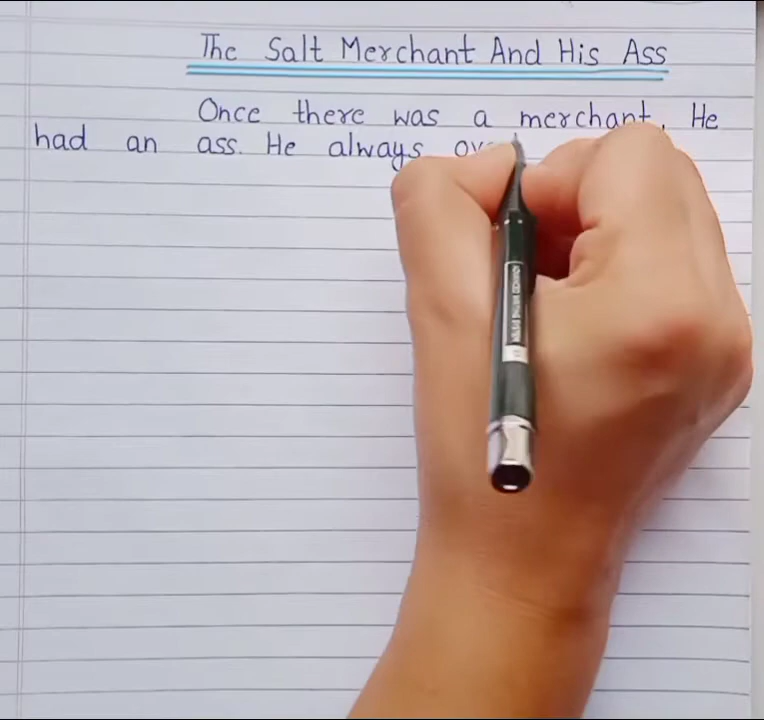 The Salt Merchant And His Ass
Once there was a merchant. He
had an ass. He always